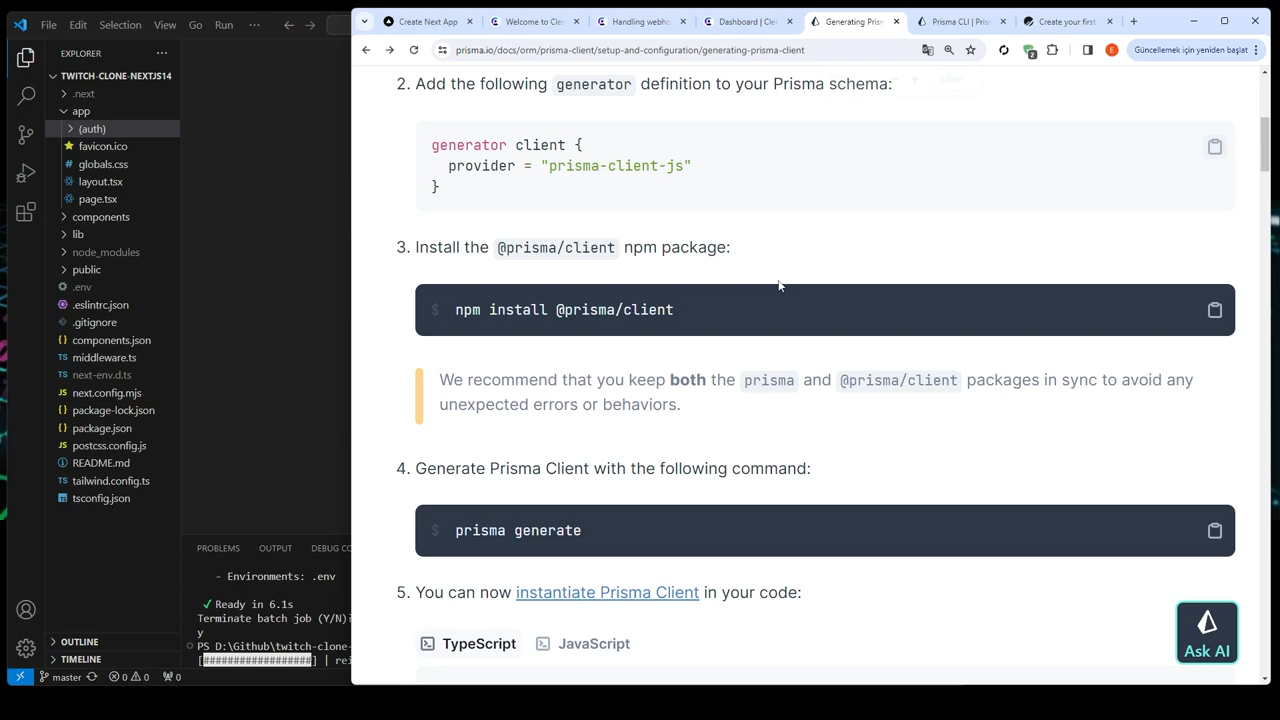 File Edit Selection View Go Run ···
Create Next App
Welcome to Cle
Handling webho
Dashboard | Cle
Generating Pris
Prisma CLI | Pris
Create your first
prisma.io/docs/orm/prisma-client/setup-and-configuration/generating-prisma-client
Güncellemek için yeniden başlat
EXPLORER
TWITCH-CLONE-NEXTJS14
.next
app
(auth)
favicon.ico
globals.css
layout.tsx
page.tsx
components
lib
node_modules
public
.env
.eslintrc.json
.gitignore
components.json
middleware.ts
next-env.d.ts
next.config.mjs
package-lock.json
package.json
postcss.config.js
README.md
tailwind.config.ts
tsconfig.json
OUTLINE
TIMELINE
master 0 0 0
PROBLEMS OUTPUT DEBUG CO
- Environments: .env
✓ Ready in 6.1s
Terminate batch job (Y/N)?
y
PS D:\Github\twitch-clone-
[##################] | rei
2. Add the following generator definition to your Prisma schema:
generator client {
provider = "prisma-client-js"
}
3. Install the @prisma/client npm package:
$ npm install @prisma/client
We recommend that you keep both the prisma and @prisma/client packages in sync to avoid any
unexpected errors or behaviors.
4. Generate Prisma Client with the following command:
$ prisma generate
5. You can now instantiate Prisma Client in your code:
TypeScript JavaScript
Ask AI